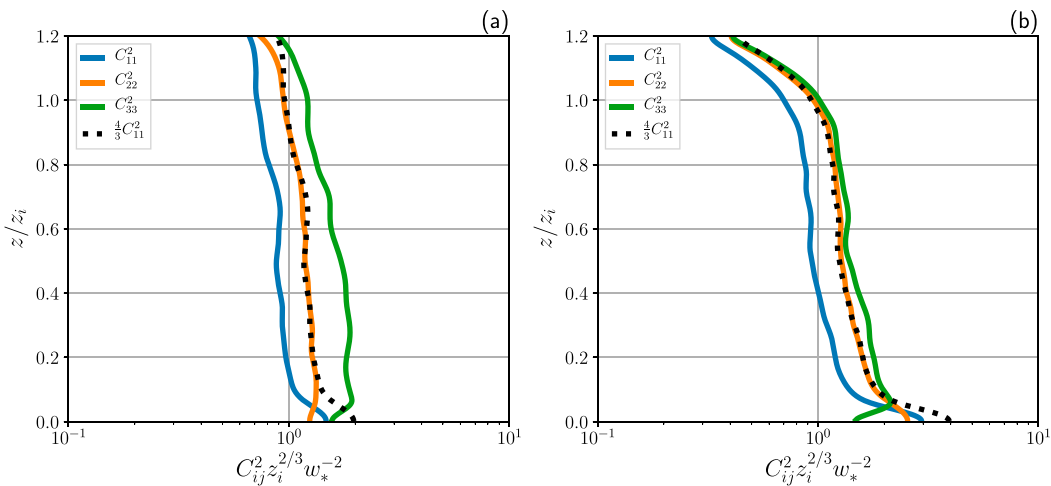 (a)
1.2
1.0
0.8
0.6
0.4
0.2
0.0
z/z_i
C_{11}^2
C_{22}^2
C_{33}^2
\frac{4}{3}C_{11}^2
10^{-1}
10^0
10^1
C_{ij}^2 z_i^{2/3} w_*^{-2}
(b)
1.2
1.0
0.8
0.6
0.4
0.2
0.0
z/z_i
C_{11}^2
C_{22}^2
C_{33}^2
\frac{4}{3}C_{11}^2
10^{-1}
10^0
10^1
C_{ij}^2 z_i^{2/3} w_*^{-2}